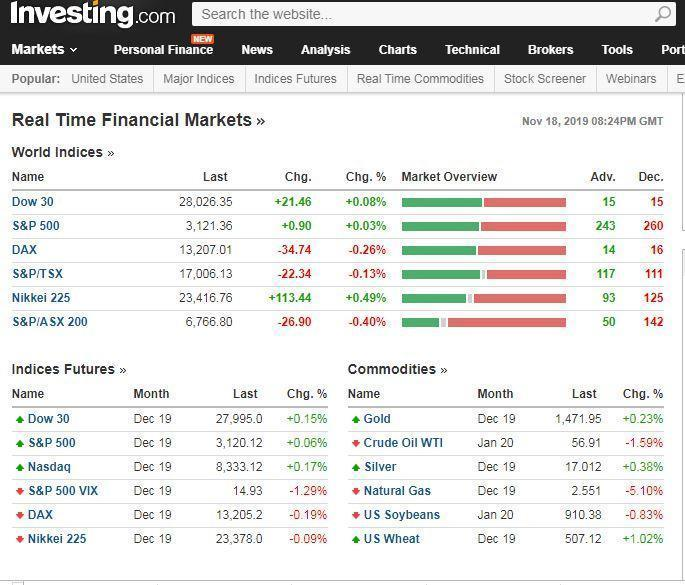 Investing.com
Search the website...
Markets Personal Finance NEW News Analysis Charts Technical Brokers Tools Port
Popular: United States Major Indices Indices Futures Real Time Commodities Stock Screener Webinars E
Real Time Financial Markets » Nov 18, 2019 08:24PM GMT
World Indices »
Name Last Chg. Chg. % Market Overview Adv. Dec.
Dow 30 28,026.35 +21.46 +0.08% 15 15
S&P 500 3,121.36 +0.90 +0.03% 243 260
DAX 13,207.01 -34.74 -0.26% 14 16
S&P/TSX 17,006.13 -22.34 -0.13% 117 111
Nikkei 225 23,416.76 +113.44 +0.49% 93 125
S&P/ASX 200 6,766.80 -26.90 -0.40% 50 142
Indices Futures »
Name Month Last Chg. %
Dow 30 Dec 19 27,995.0 +0.15%
S&P 500 Dec 19 3,120.12 +0.06%
Nasdaq Dec 19 8,333.12 +0.17%
S&P 500 VIX Dec 19 14.93 -1.29%
DAX Dec 19 13,205.2 -0.19%
Nikkei 225 Dec 19 23,378.0 -0.09%
Commodities »
Name Month Last Chg. %
Gold Dec 19 1,471.95 +0.23%
Crude Oil WTI Jan 20 56.91 -1.59%
Silver Dec 19 17.012 +0.38%
Natural Gas Dec 19 2.551 -5.10%
US Soybeans Jan 20 910.38 -0.83%
US Wheat Dec 19 507.12 +1.02%